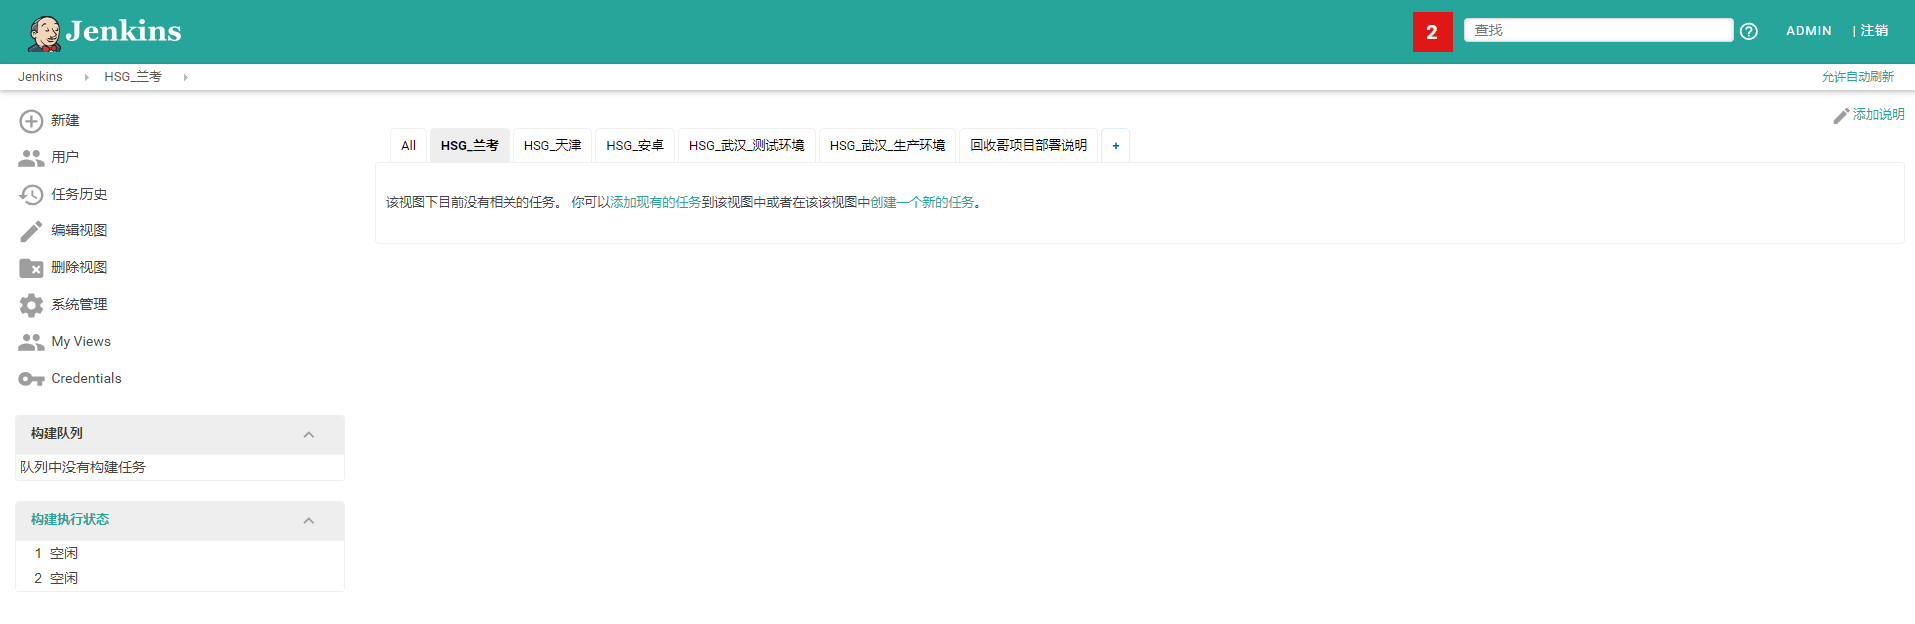 Jenkins
2
查找
ADMIN
| 注销
Jenkins
HSG_兰考
允许自动刷新
新建
用户
任务历史
编辑视图
删除视图
系统管理
My Views
Credentials
构建队列
队列中没有构建任务
构建执行状态
1 空闲
2 空闲
添加说明
All HSG_兰考 HSG_天津 HSG_安卓 HSG_武汉_测试环境 HSG_武汉_生产环境 回收哥项目部署说明 +
该视图下目前没有相关的任务。 你可以添加现有的任务到该视图中或者在该该视图中创建一个新的任务。